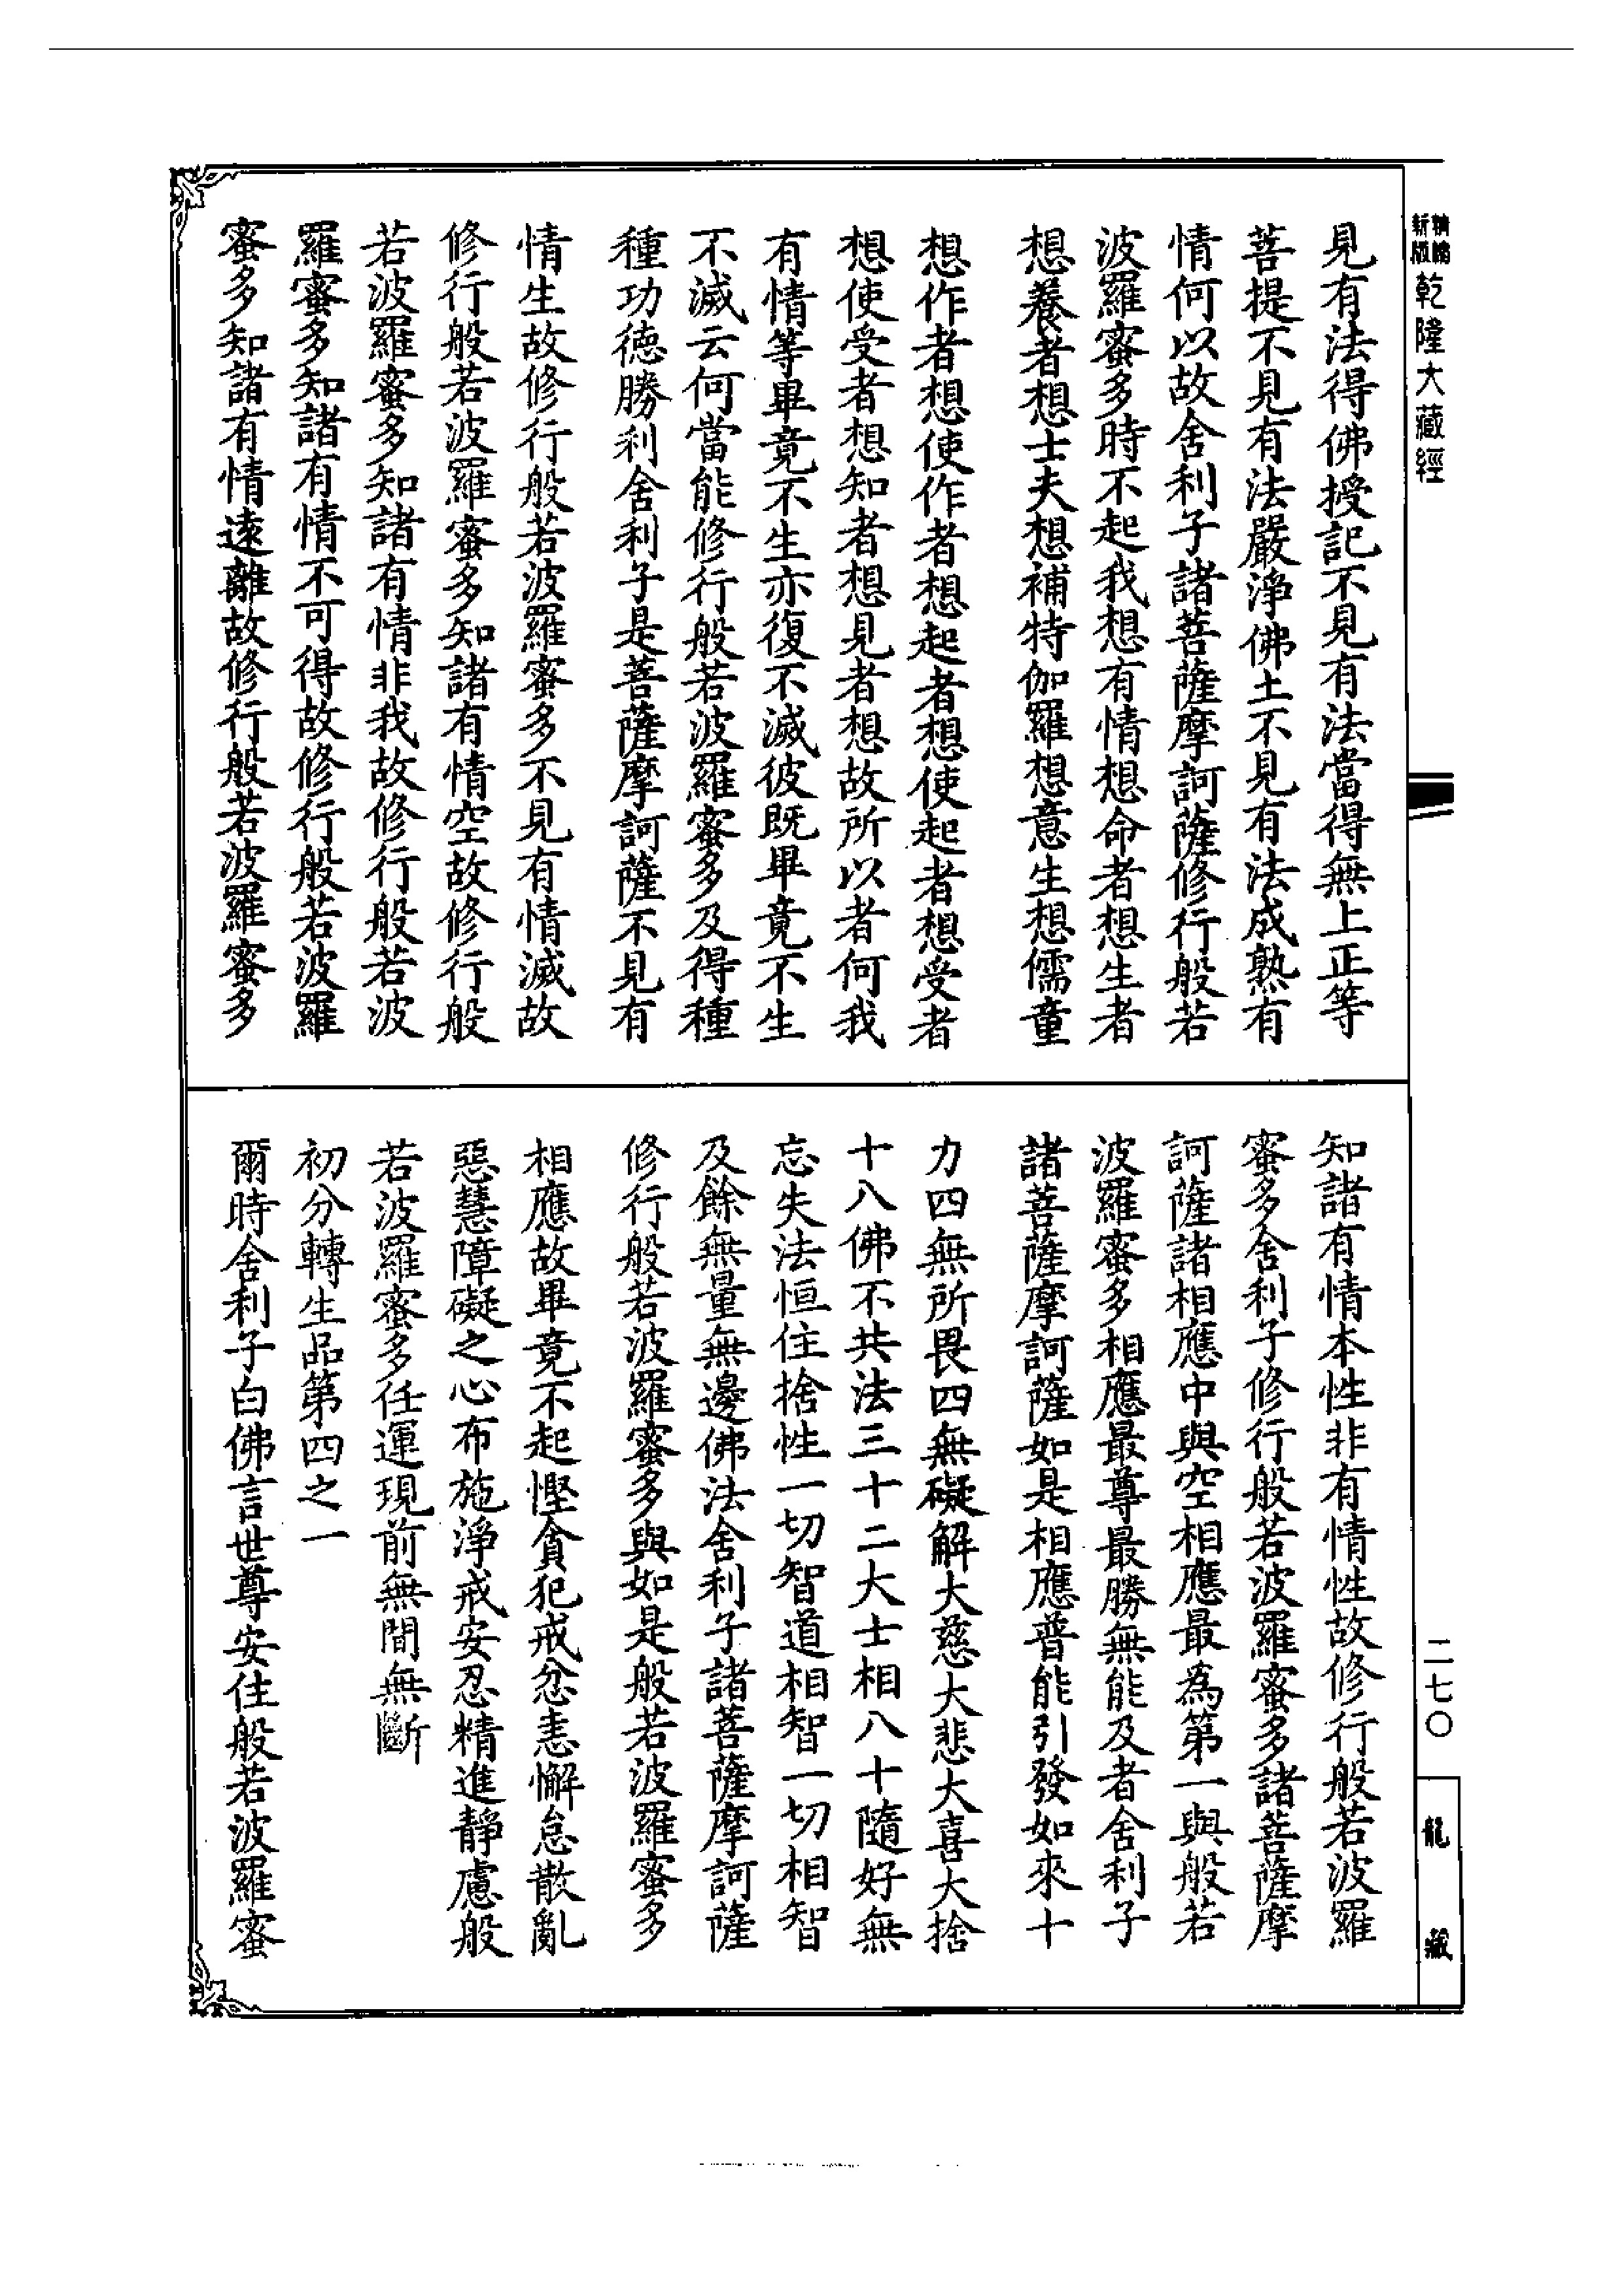 新版精編乾隆大藏經
見有法得佛授記不見有法當得無上正等
菩提不見有法嚴淨佛土不見有法成熟有
情何以故舍利子諸菩薩摩訶薩修行般若
波羅蜜多時不起我想有情想命者想生者
想養者想士夫想補特伽羅想意生想儒童
想作者想使作者想起者想使起者想受者
想使受者想知者想見者想故所以者何我
有情等畢竟不生亦復不滅彼既畢竟不生
不滅云何當能修行般若波羅蜜多及得種
種功德勝利舍利子是菩薩摩訶薩不見有
情生故修行般若波羅蜜多不見有情滅故
修行般若波羅蜜多知諸有情空故修行般
若波羅蜜多知諸有情非我故修行般若波
羅蜜多知諸有情不可得故修行般若波羅
蜜多知諸有情遠離故修行般若波羅蜜多
知諸有情本性非有情性故修行般若波羅
蜜多舍利子修行般若波羅蜜多諸菩薩摩
訶薩諸相應中與空相應最為第一與般若
波羅蜜多相應最尊最勝無能及者舍利子
諸菩薩摩訶薩如是相應普能引發如來十
力四無所畏四無礙解大慈大悲大喜大捨
十八佛不共法三十二大士相八十隨好無
忘失法恒住捨性一切智道相智一切相智
及餘無量無邊佛法舍利子諸菩薩摩訶薩
修行般若波羅蜜多與如是般若波羅蜜多
相應故畢竟不起慳貪犯戒忿恚懈怠散亂
惡慧障礙之心布施淨戒安忍精進靜慮般
若波羅蜜多任運現前無間無斷
初分轉生品第四之一
爾時舍利子白佛言世尊安住般若波羅蜜
二七〇
龍藏